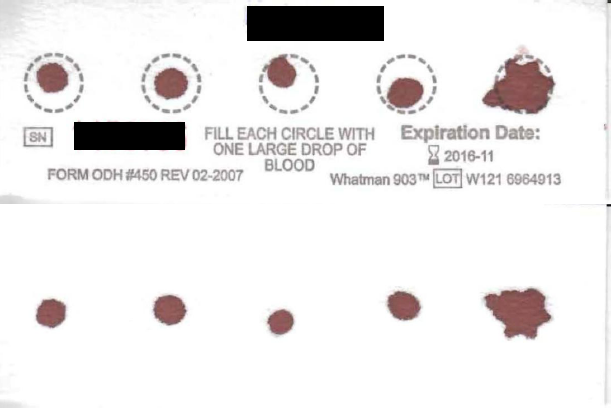 SN
FILL EACH CIRCLE WITH
ONE LARGE DROP OF
BLOOD
Expiration Date:
2016-11
FORM ODH #450 REV 02-2007
Whatman 903™ LOT W121 6964913